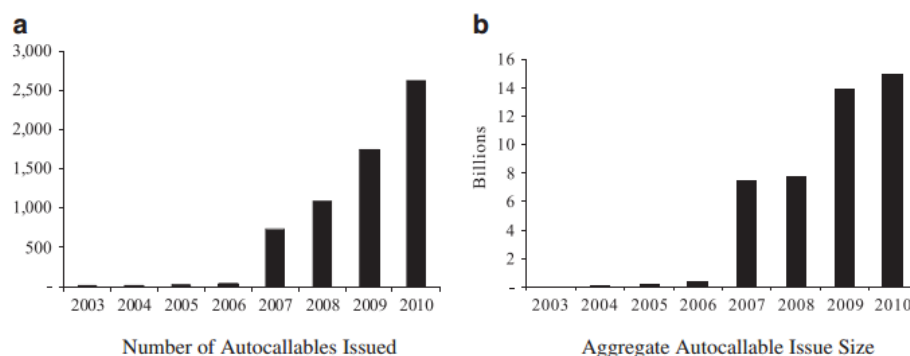 a
3,000
2,500
2,000
1,500
1,000
500
-
2003 2004 2005 2006 2007 2008 2009 2010
Number of Autocallables Issued
b
Billions
16
14
12
10
8
6
4
2
-
2003 2004 2005 2006 2007 2008 2009 2010
Aggregate Autocallable Issue Size